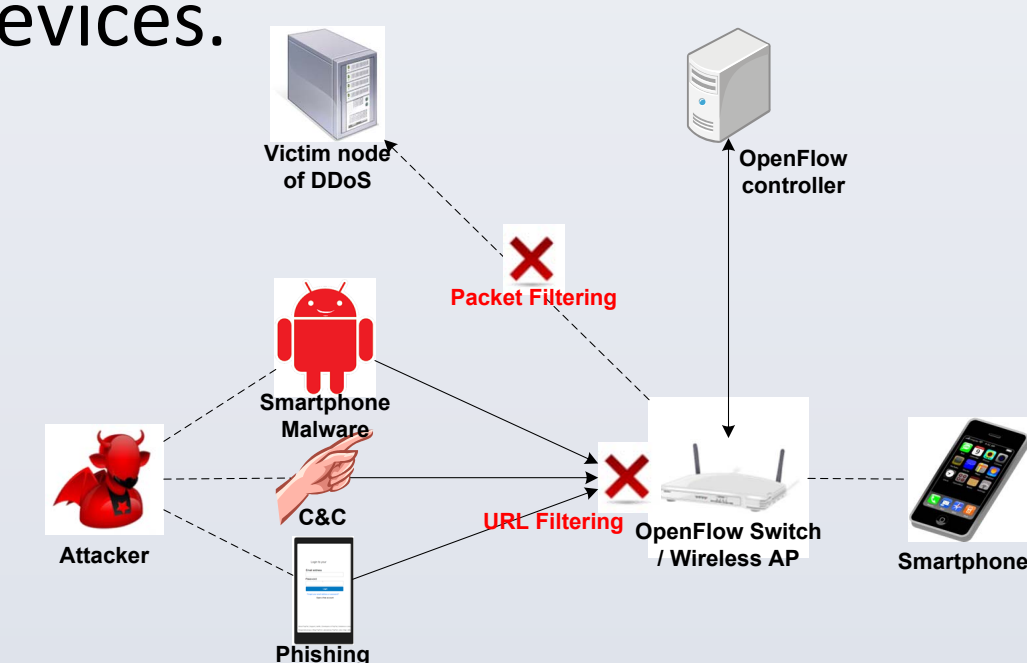 evices.
Victim node
of DDoS
OpenFlow
controller
Packet Filtering
Smartphone
Malware
C&C
URL Filtering
OpenFlow Switch
/ Wireless AP
Attacker
Smartphone
Phishing